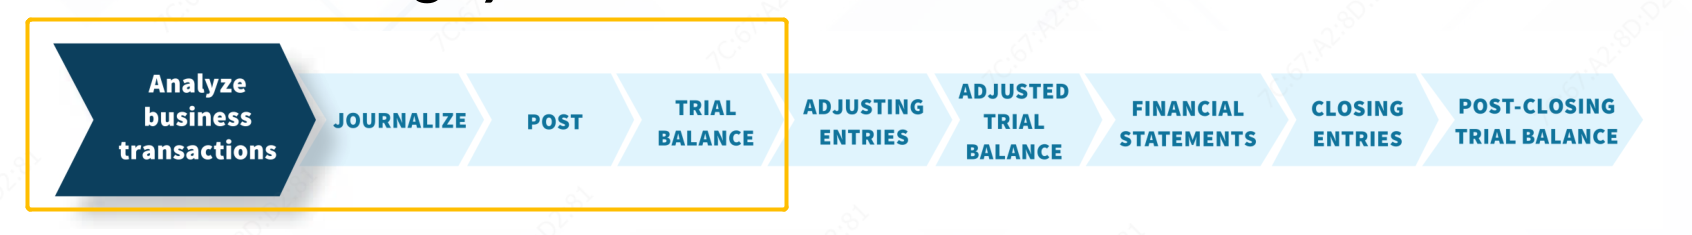 Analyze
business
transactions
JOURNALIZE
POST
TRIAL
BALANCE
ADJUSTING
ENTRIES
ADJUSTED
TRIAL
BALANCE
FINANCIAL
STATEMENTS
CLOSING
ENTRIES
POST-CLOSING
TRIAL BALANCE